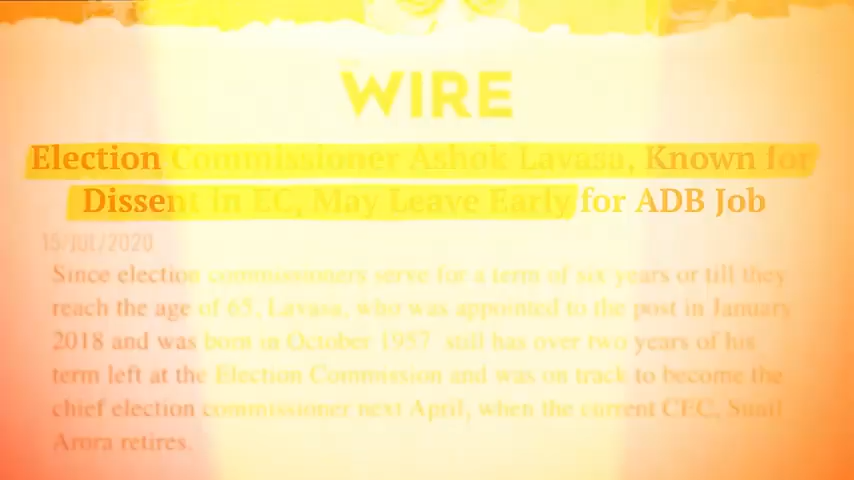 WIRE
Election Commissioner Ashok Lavasa, Known for
Dissent in EC, May Leave Early for ADB Job
15/JUL/2020
Since election commissioners serve for a term of six years or till they
reach the age of 65, Lavasa, who was appointed to the post in January
2018 and was born in October 1957 still has over two years of his
term left at the Election Commission and was on track to become the
chief election commissioner next April, when the current CEC, Sunil
Arora retires.